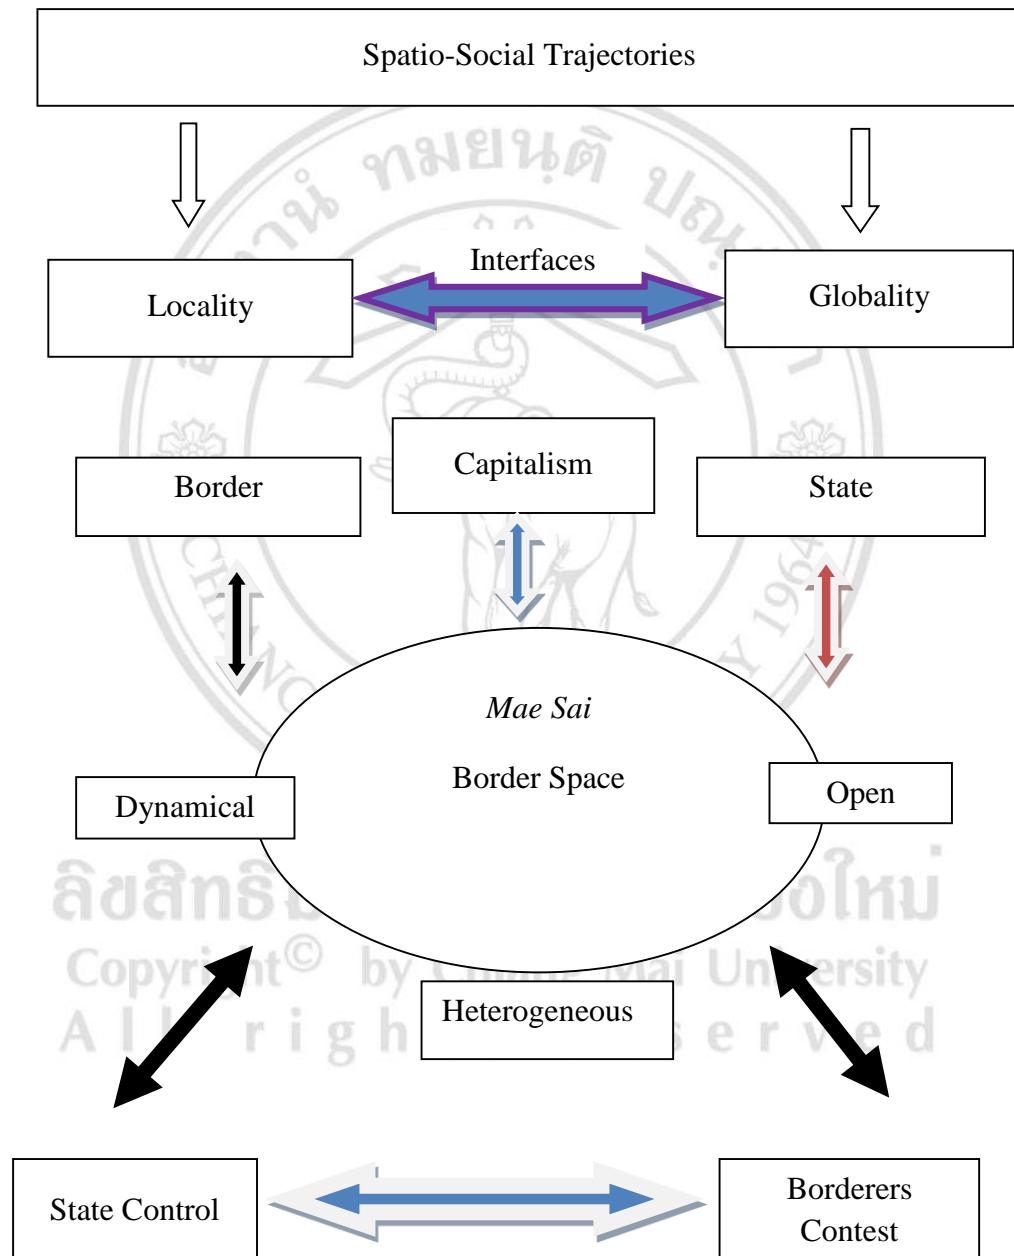 Spatio-Social Trajectories
Interfaces
Locality
Globality
Border
Capitalism
State
Mae Sai
Border Space
Dynamical
Open
Heterogeneous
State Control
Borderers
Contest